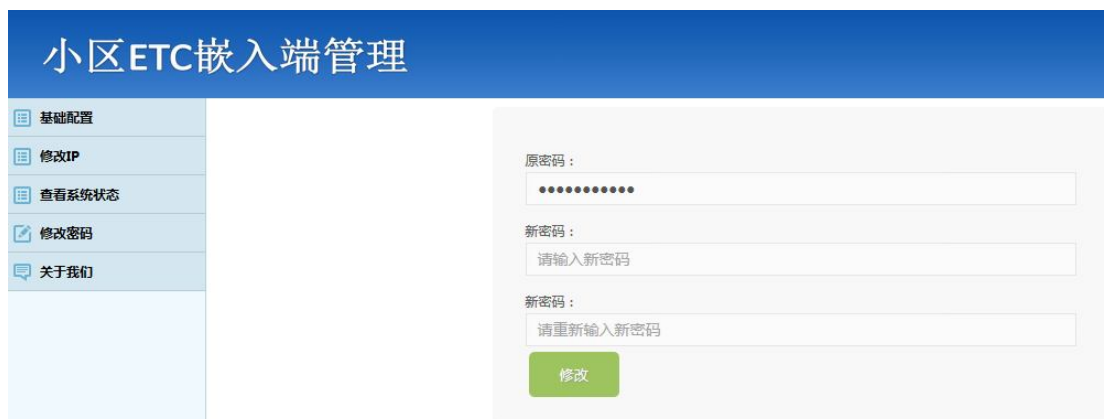 小区ETC嵌入端管理
基础配置
修改IP
查看系统状态
修改密码
关于我们
原密码：
•••••••••••
新密码：
请输入新密码
新密码：
请重新输入新密码
修改